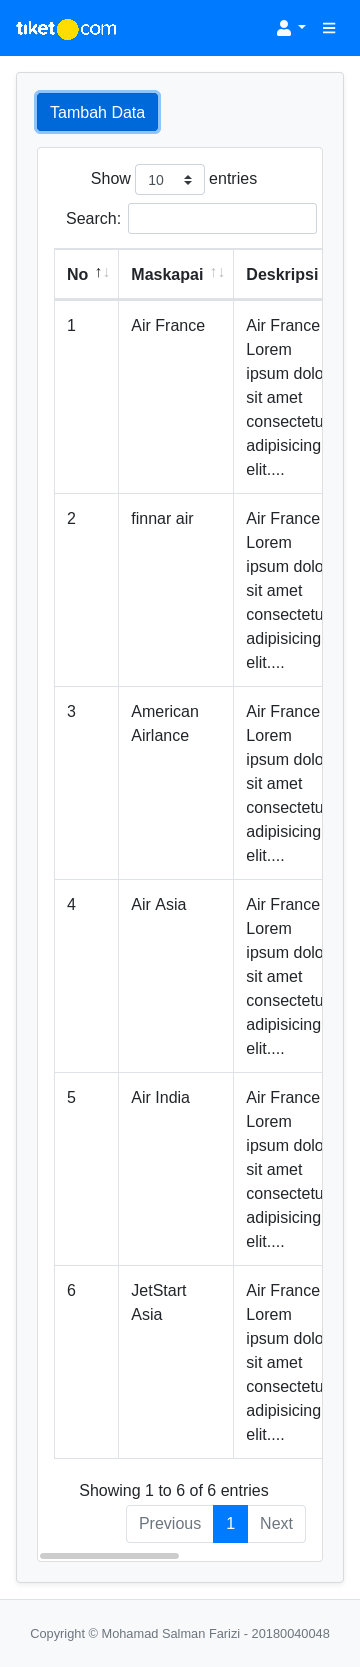 tiket.com
Tambah Data
Show 10 entries
Search:
No ↑↓ Maskapai ↑↓ Deskripsi
1 Air France Air France
Lorem
ipsum dolo
sit amet
consectetu
adipisicing
elit....
2 finnar air Air France
Lorem
ipsum dolo
sit amet
consectetu
adipisicing
elit....
3 American Air France
Airlance Lorem
ipsum dolo
sit amet
consectetu
adipisicing
elit....
4 Air Asia Air France
Lorem
ipsum dolo
sit amet
consectetu
adipisicing
elit....
5 Air India Air France
Lorem
ipsum dolo
sit amet
consectetu
adipisicing
elit....
6 JetStart Air France
Asia Lorem
ipsum dolo
sit amet
consectetu
adipisicing
elit....
Showing 1 to 6 of 6 entries
Previous 1 Next
Copyright © Mohamad Salman Farizi - 20180040048